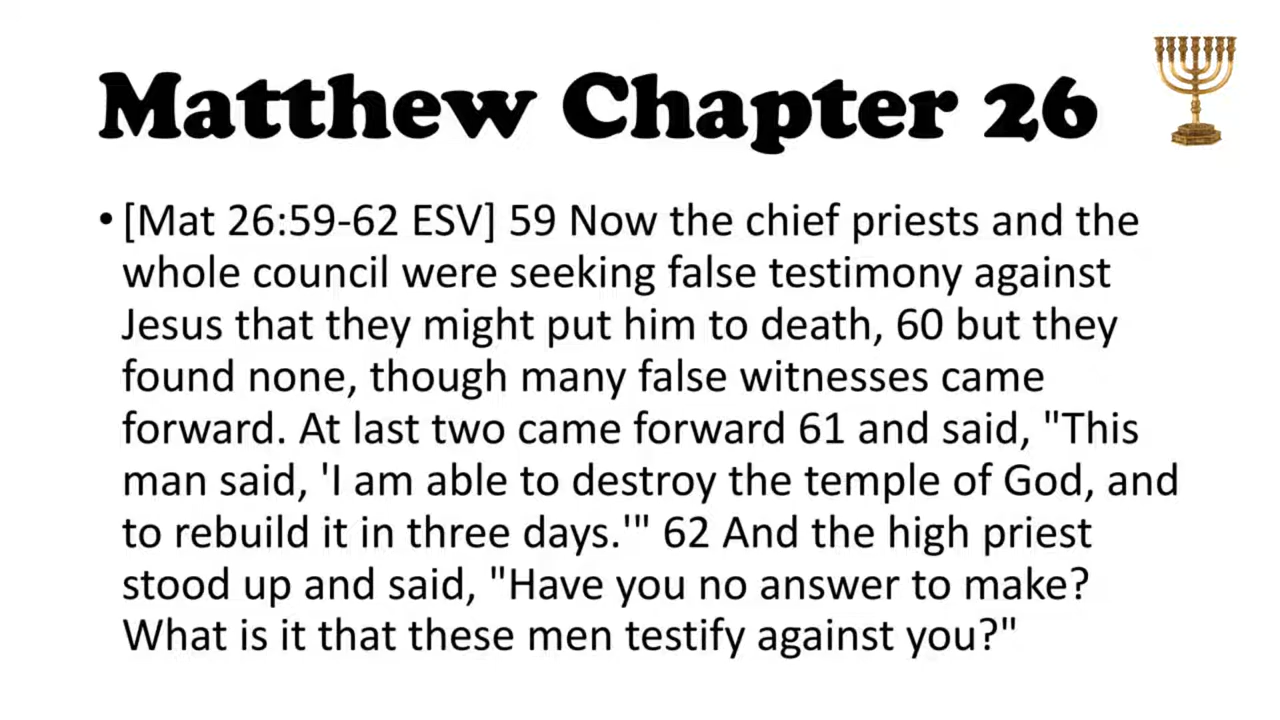 Matthew Chapter 26
• [Mat 26:59-62 ESV] 59 Now the chief priests and the
whole council were seeking false testimony against
Jesus that they might put him to death, 60 but they
found none, though many false witnesses came
forward. At last two came forward 61 and said, "This
man said, 'I am able to destroy the temple of God, and
to rebuild it in three days.'" 62 And the high priest
stood up and said, "Have you no answer to make?
What is it that these men testify against you?"